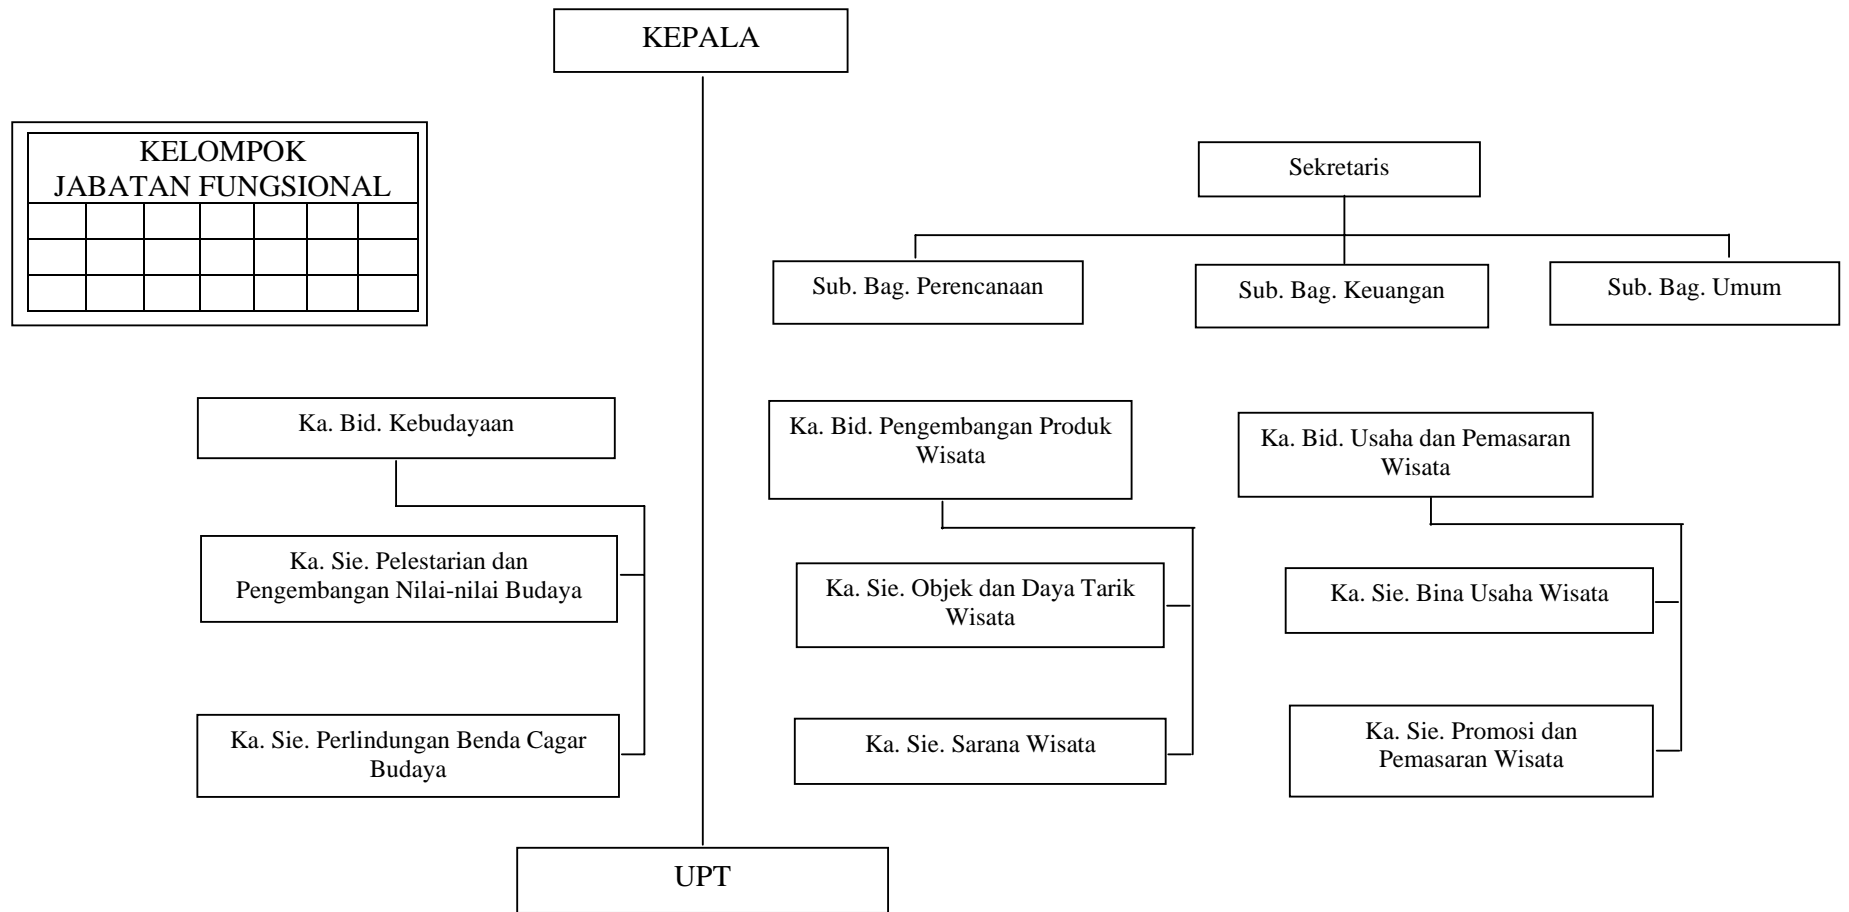 KEPALA
KELOMPOK
JABATAN FUNGSIONAL
Sekretaris
Sub. Bag. Perencanaan
Sub. Bag. Keuangan
Sub. Bag. Umum
Ka. Bid. Kebudayaan
Ka. Bid. Pengembangan Produk
Wisata
Ka. Bid. Usaha dan Pemasaran
Wisata
Ka. Sie. Pelestarian dan
Pengembangan Nilai-nilai Budaya
Ka. Sie. Objek dan Daya Tarik
Wisata
Ka. Sie. Bina Usaha Wisata
Ka. Sie. Perlindungan Benda Cagar
Budaya
Ka. Sie. Sarana Wisata
Ka. Sie. Promosi dan
Pemasaran Wisata
UPT